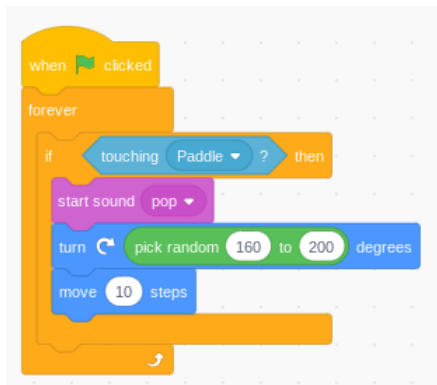 when clicked
forever
if touching Paddle ? then
start sound pop
turn pick random 160 to 200 degrees
move 10 steps